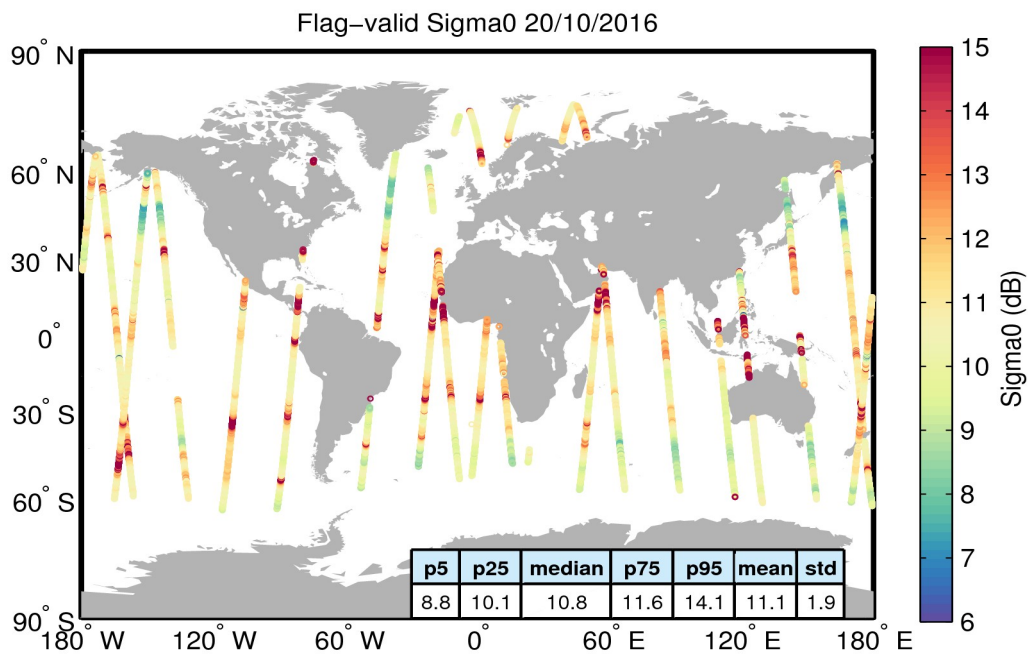 Flag−valid Sigma0 20/10/2016
90° N
60° N
30° N
0°
30° S
60° S
90° S
180° W
120° W
60° W
0°
60° E
120° E
180° E
p5 p25 median p75 p95 mean std
8.8 10.1 10.8 11.6 14.1 11.1 1.9
15
14
13
12
11
10
9
8
7
6
Sigma0 (dB)